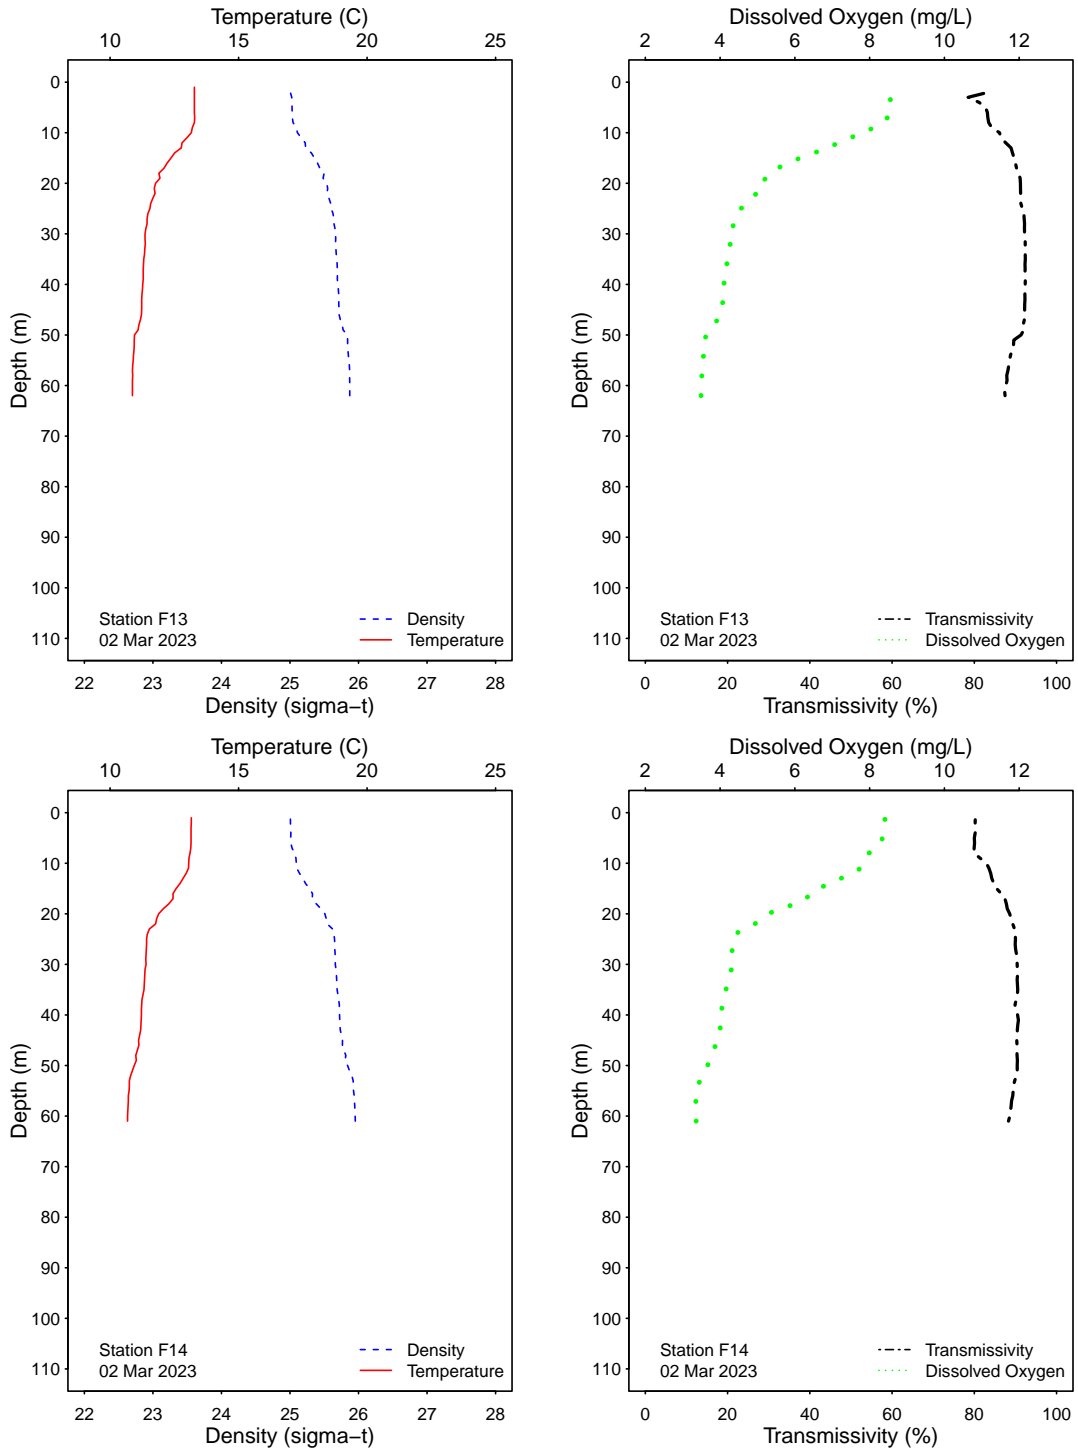 Temperature (C)
10 15 20 25
0
10
20
30
40
50
60
70
80
90
100
110
Depth (m)
Station F13
02 Mar 2023
Density
Temperature
22 23 24 25 26 27 28
Density (sigma−t)
Dissolved Oxygen (mg/L)
2 4 6 8 10 12
0
10
20
30
40
50
60
70
80
90
100
110
Depth (m)
Station F13
02 Mar 2023
Transmissivity
Dissolved Oxygen
0 20 40 60 80 100
Transmissivity (%)
Temperature (C)
10 15 20 25
0
10
20
30
40
50
60
70
80
90
100
110
Depth (m)
Station F14
02 Mar 2023
Density
Temperature
22 23 24 25 26 27 28
Density (sigma−t)
Dissolved Oxygen (mg/L)
2 4 6 8 10 12
0
10
20
30
40
50
60
70
80
90
100
110
Depth (m)
Station F14
02 Mar 2023
Transmissivity
Dissolved Oxygen
0 20 40 60 80 100
Transmissivity (%)